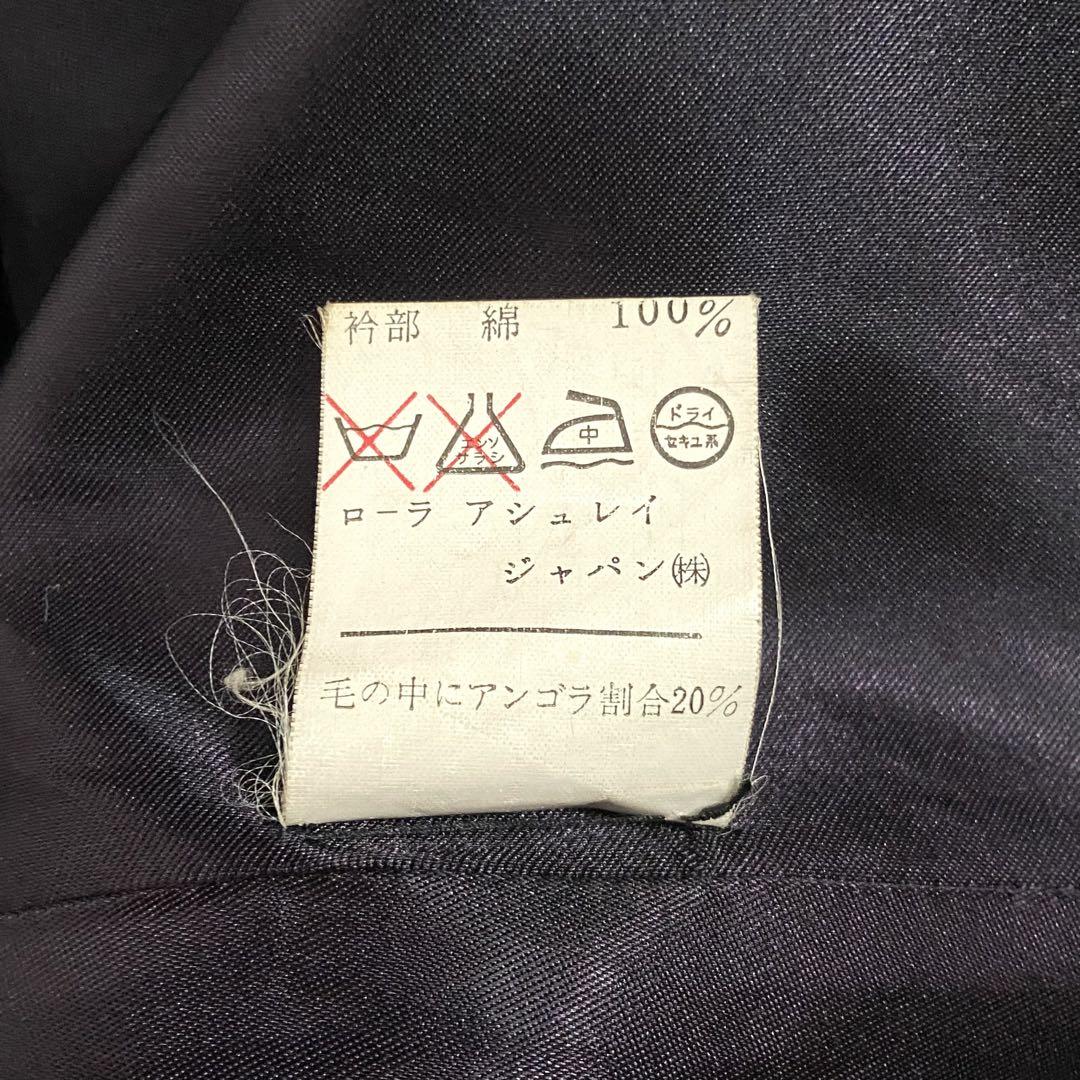 衿部 綿 100%
エンソ
サラシ
中
ドライ
セキユ系
ローラ アシュレイ
ジャパン㈱
毛の中にアンゴラ割合20%